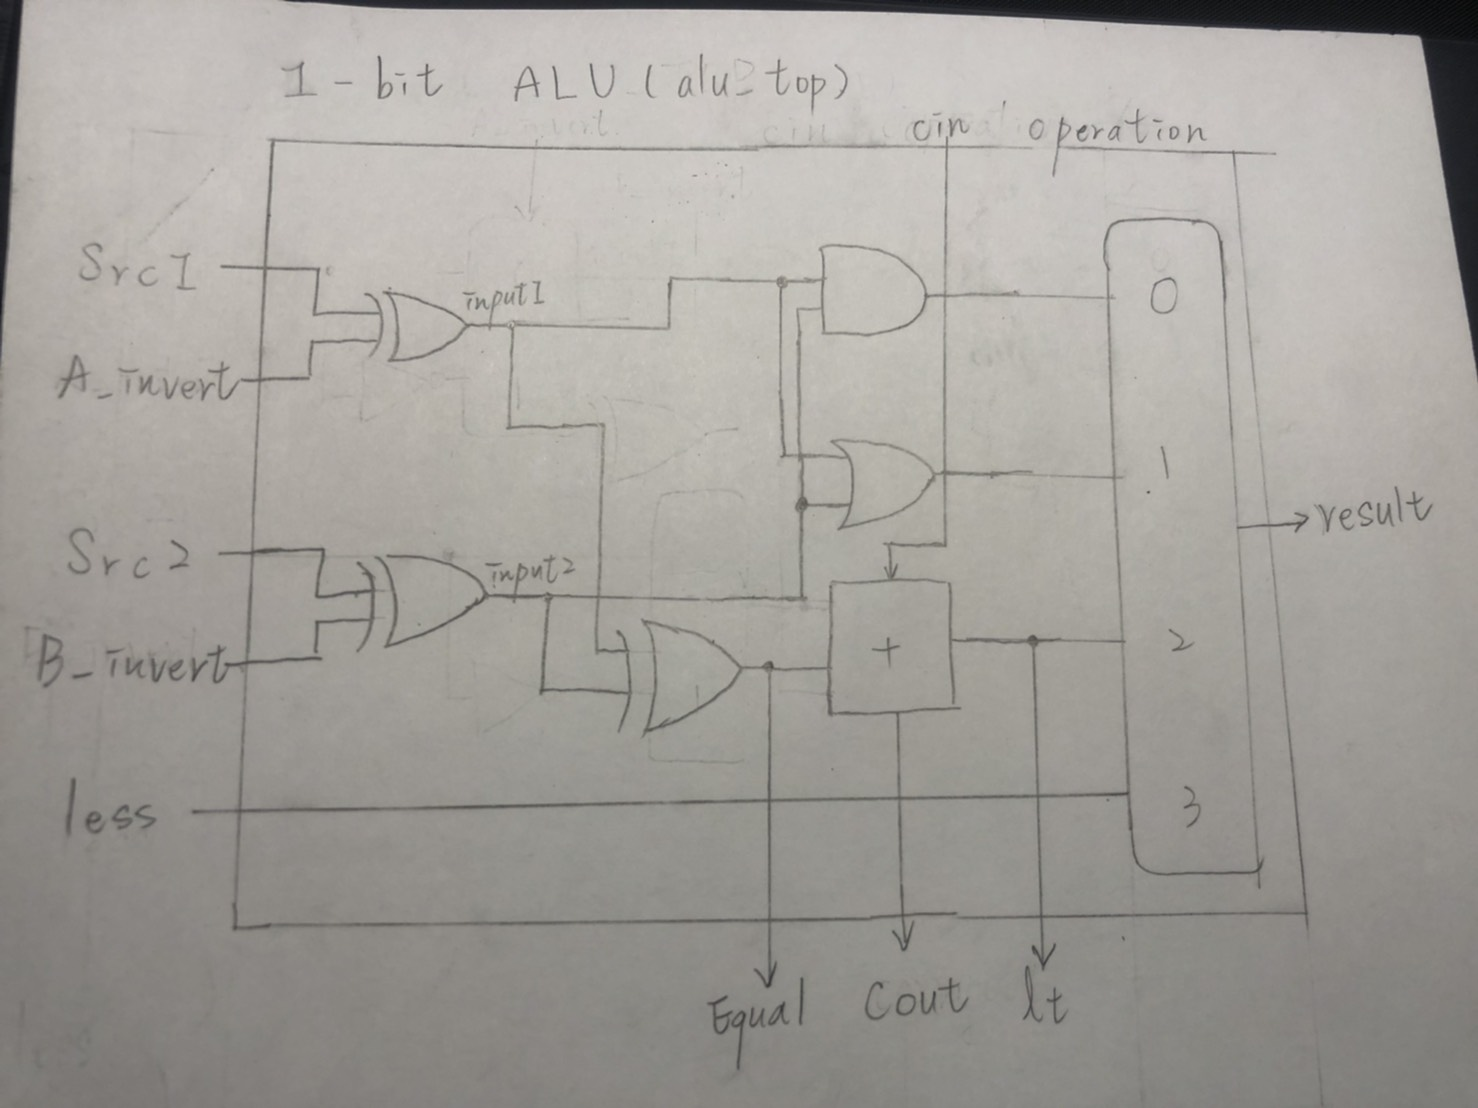 1-bit ALU(alu_top)
cin operation
Src1
input1
0
A_invert
1
result
Src2
input2
+
2
B_invert
less
3
Equal Cout lt